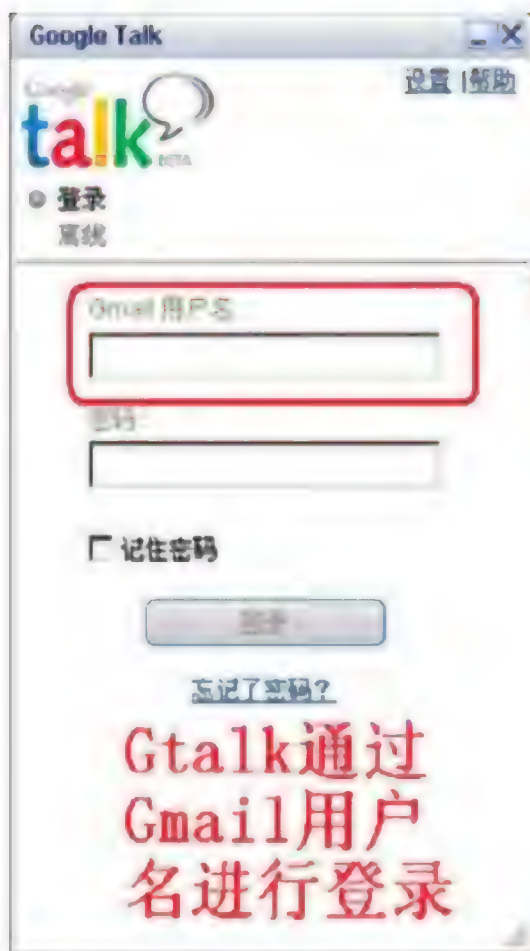 Google Talk
设置 | 帮助
Google
talk
BETA
登录
离线
Gmail 用户名
密码
记住密码
登录
忘记了密码?
Gtalk通过
Gmail用户
名进行登录